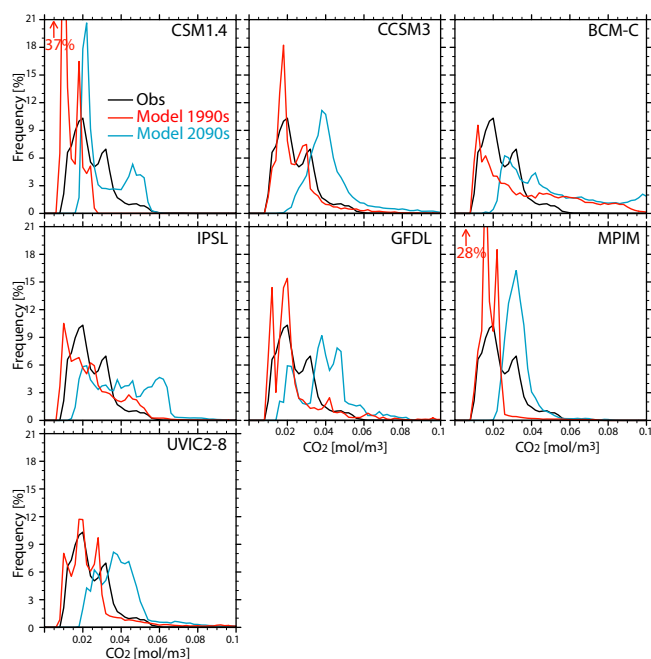 CSM1.4
CCSM3
BCM-C
37%
Obs
Model 1990s
Model 2090s
Frequency [%]
21
18
15
12
9
6
3
0
IPSL
GFDL
MPIM
28%
Frequency [%]
21
18
15
12
9
6
3
0
0.02 0.04 0.06 0.08 0.1
0.02 0.04 0.06 0.08 0.1
CO2 [mol/m3]
CO2 [mol/m3]
UVIC2-8
Frequency [%]
21
18
15
12
9
6
3
0
0.02 0.04 0.06 0.08 0.1
CO2 [mol/m3]